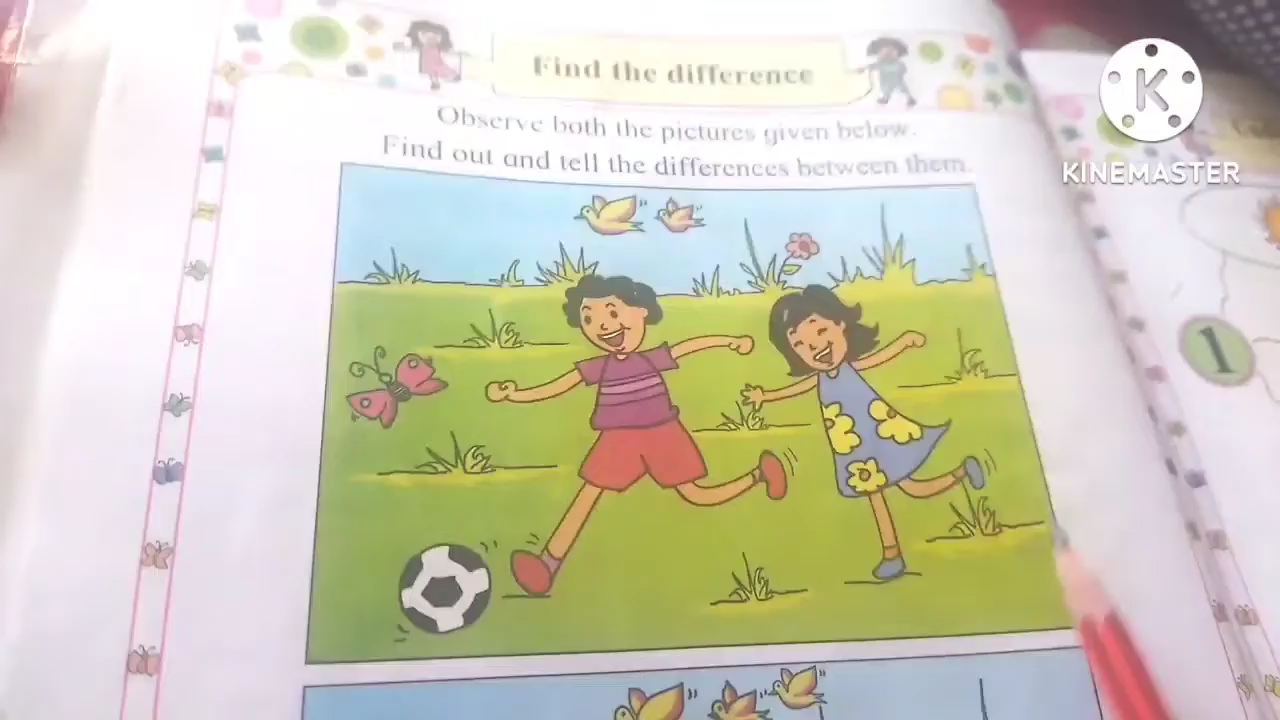 Find the difference
Observe both the pictures given below.
Find out and tell the differences between them.
K
KINEMASTER
1